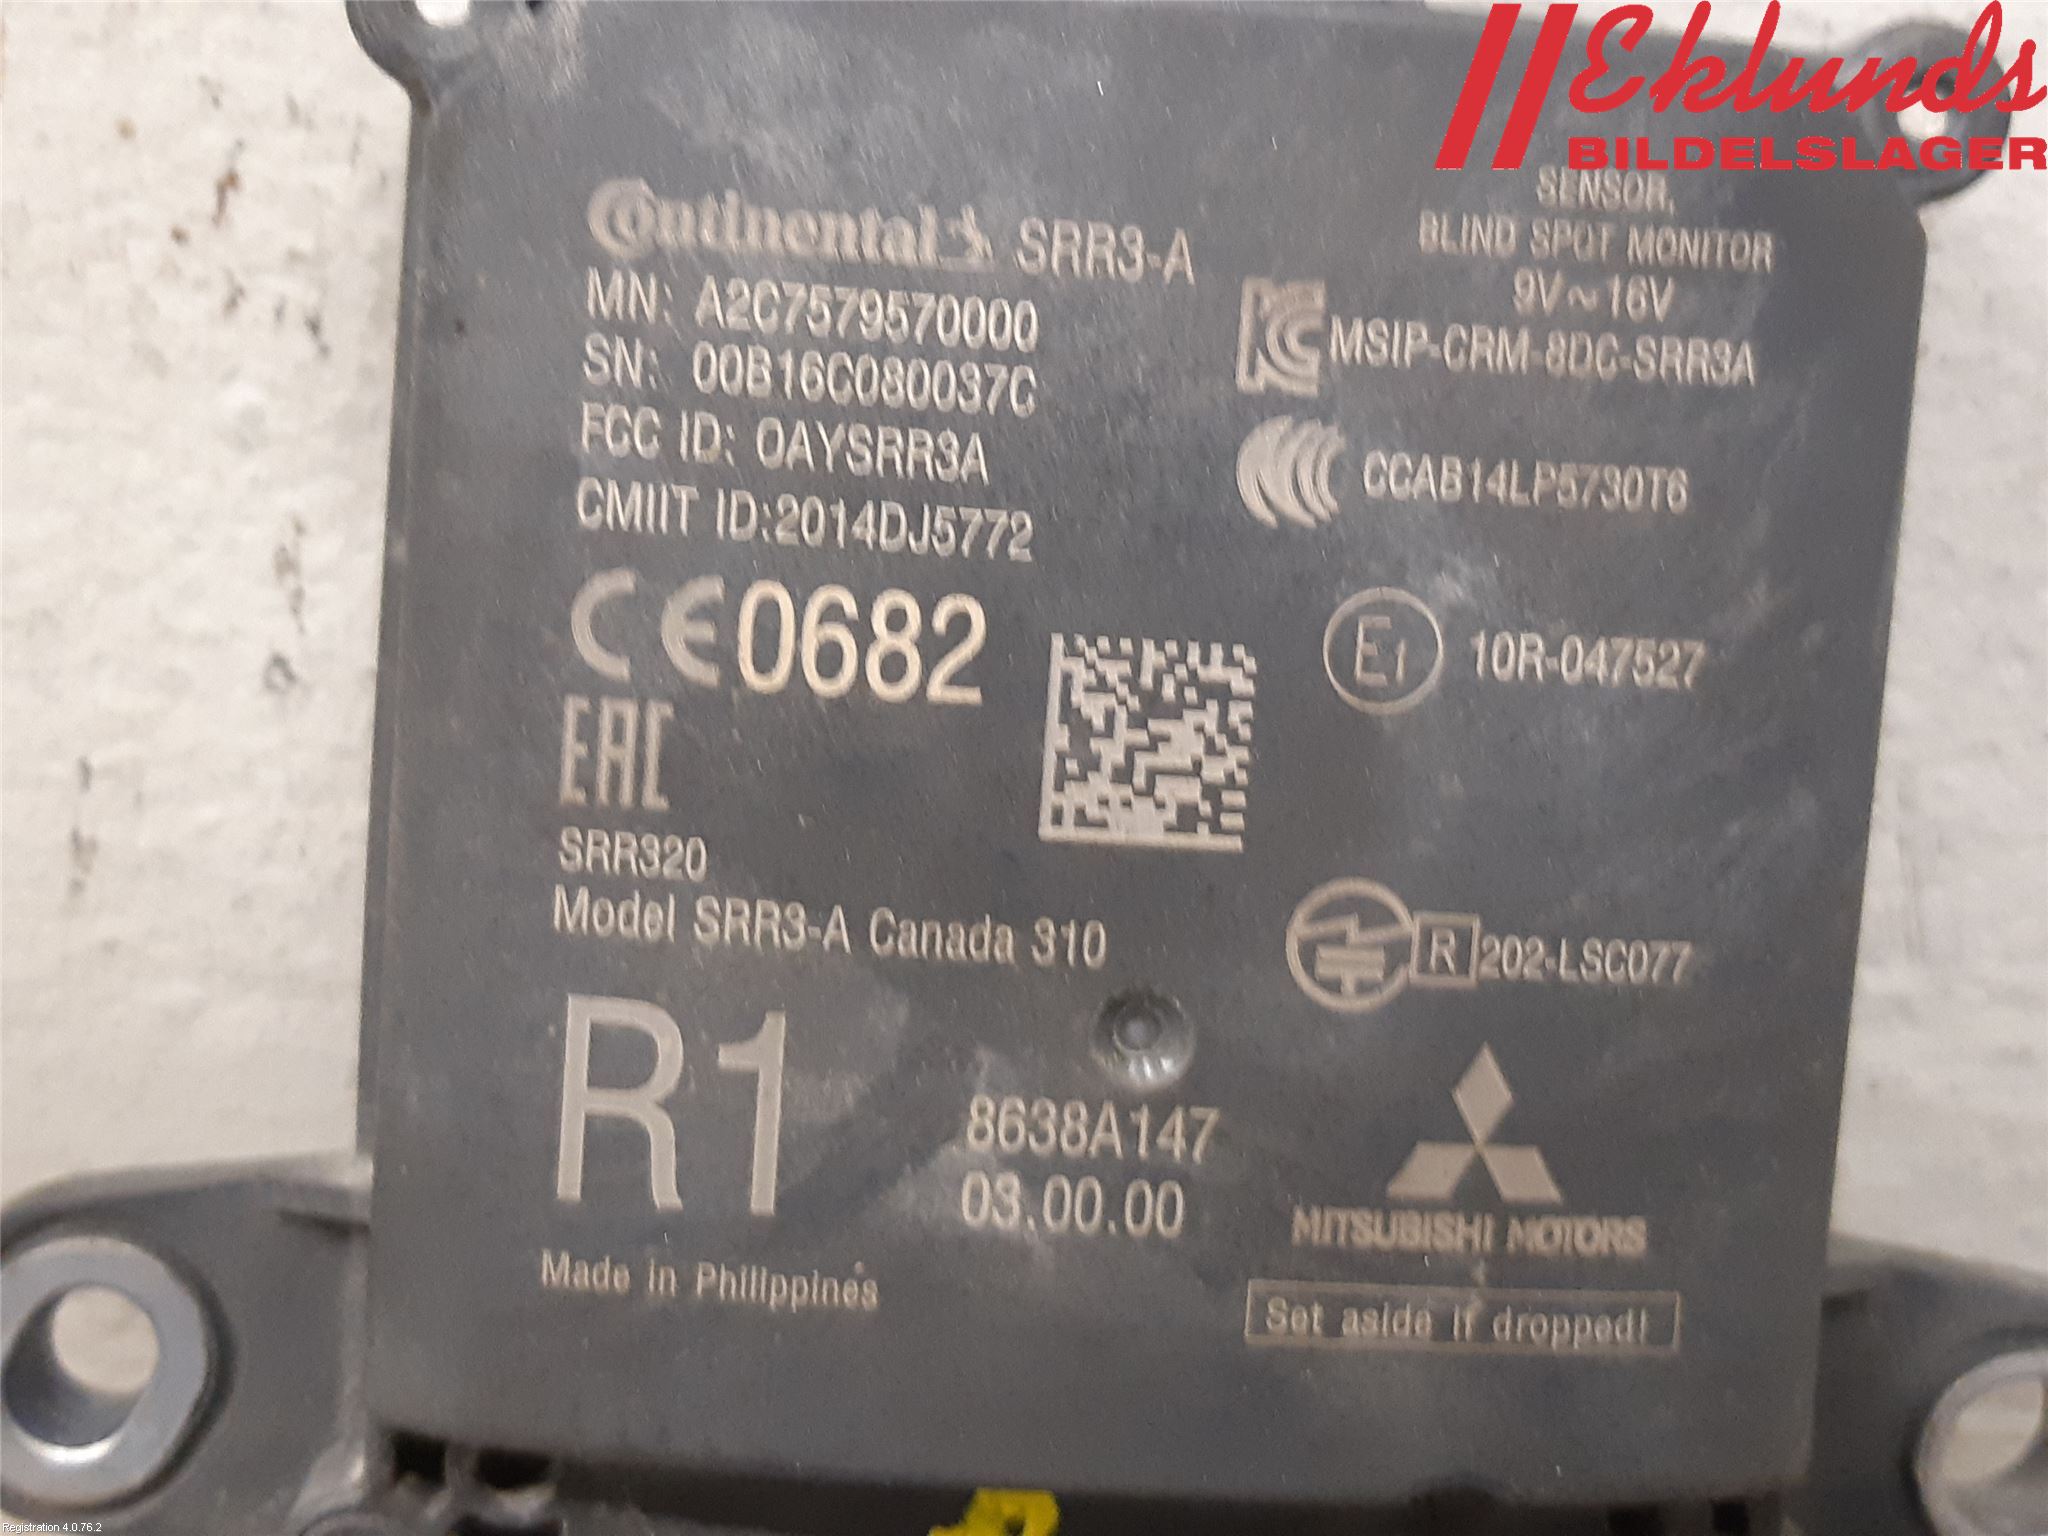 Eklunds
BILDELSLAGER
Continental SRR3-A
MN: A2C7579570000
SN: 00B16C080037C
FCC ID: OAYSRR3A
CMIIT ID:2014DJ5772
CE 0682
EAC
SRR320
Model SRR3-A Canada 310
R1
Made in Philippines
SENSOR,
BLIND SPOT MONITOR
9V~16V
MSIP-CRM-8DC-SRR3A
CCAB14LP5730T6
E1 10R-047527
R 202-LSC077
8638A147
03.00.00
MITSUBISHI MOTORS
Set aside if dropped!
Registration 4.0.76.2